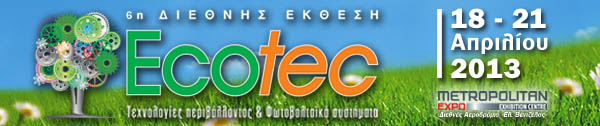 6η ΔΙΕΘΝΗΣ ΕΚΘΕΣΗ
Ecotec
Τεχνολογίες περιβάλλοντος & Φωτοβολταϊκά συστήματα
18 - 21
Απριλίου
2013
METROPOLITAN
EXPO EXHIBITION CENTRE
Διεθνής Αεροδρόμιο "Ελ. Βενιζέλος"